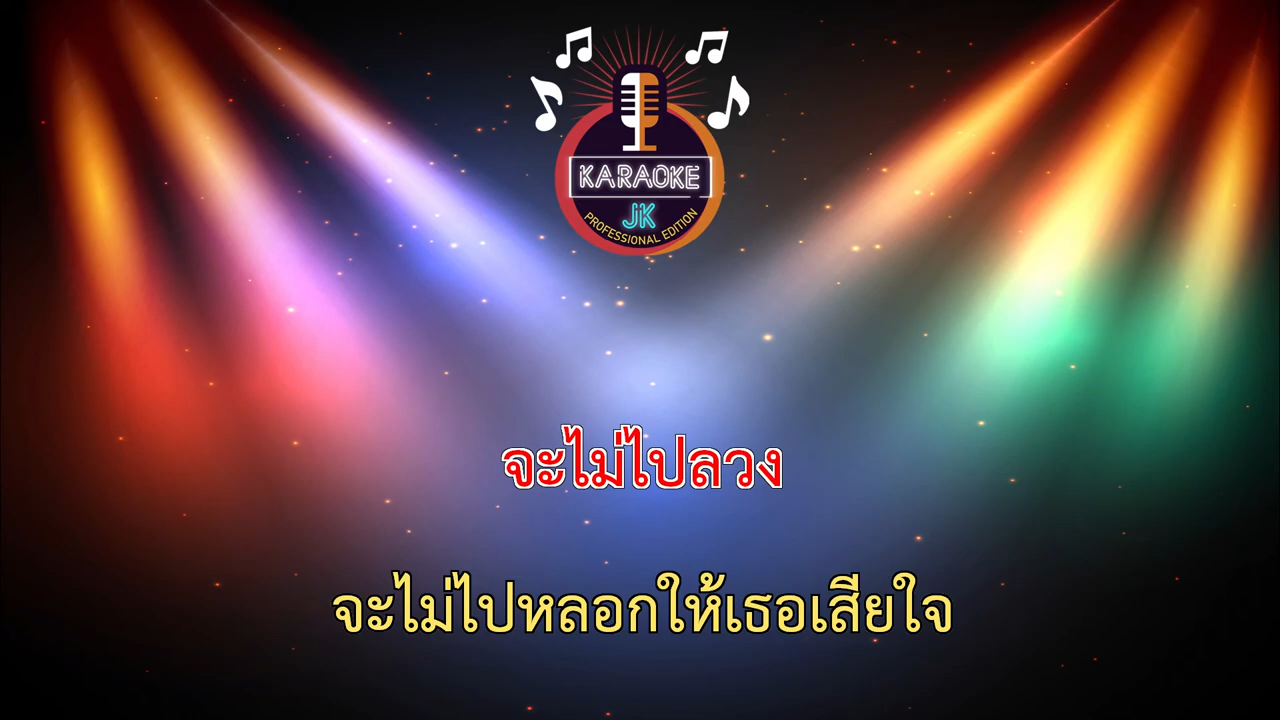 KARAOKE
JK
PROFESSIONAL EDITION
จะไม่ไปลวง
จะไม่ไปหลอกให้เธอเสียใจ